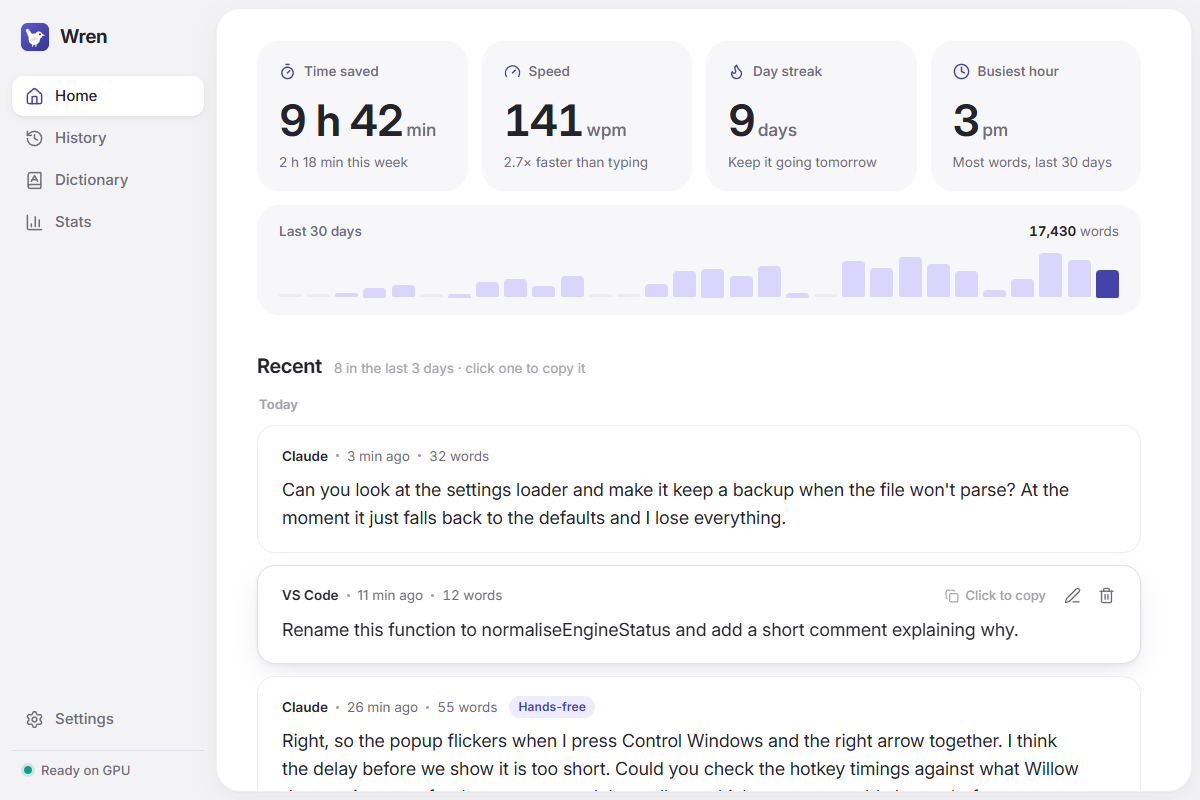 Wren
Home
History
Dictionary
Stats
Settings
Ready on GPU
Time saved
9 h 42 min
2 h 18 min this week
Speed
141 wpm
2.7× faster than typing
Day streak
9 days
Keep it going tomorrow
Busiest hour
3 pm
Most words, last 30 days
Last 30 days
17,430 words
Recent 8 in the last 3 days · click one to copy it
Today
Claude • 3 min ago • 32 words
Can you look at the settings loader and make it keep a backup when the file won't parse? At the
moment it just falls back to the defaults and I lose everything.
VS Code • 11 min ago • 12 words
Click to copy
Rename this function to normaliseEngineStatus and add a short comment explaining why.
Claude • 26 min ago • 55 words Hands-free
Right, so the popup flickers when I press Control Windows and the right arrow together. I think
the delay before we show it is too short. Could you check the hotkey timings against what Willow